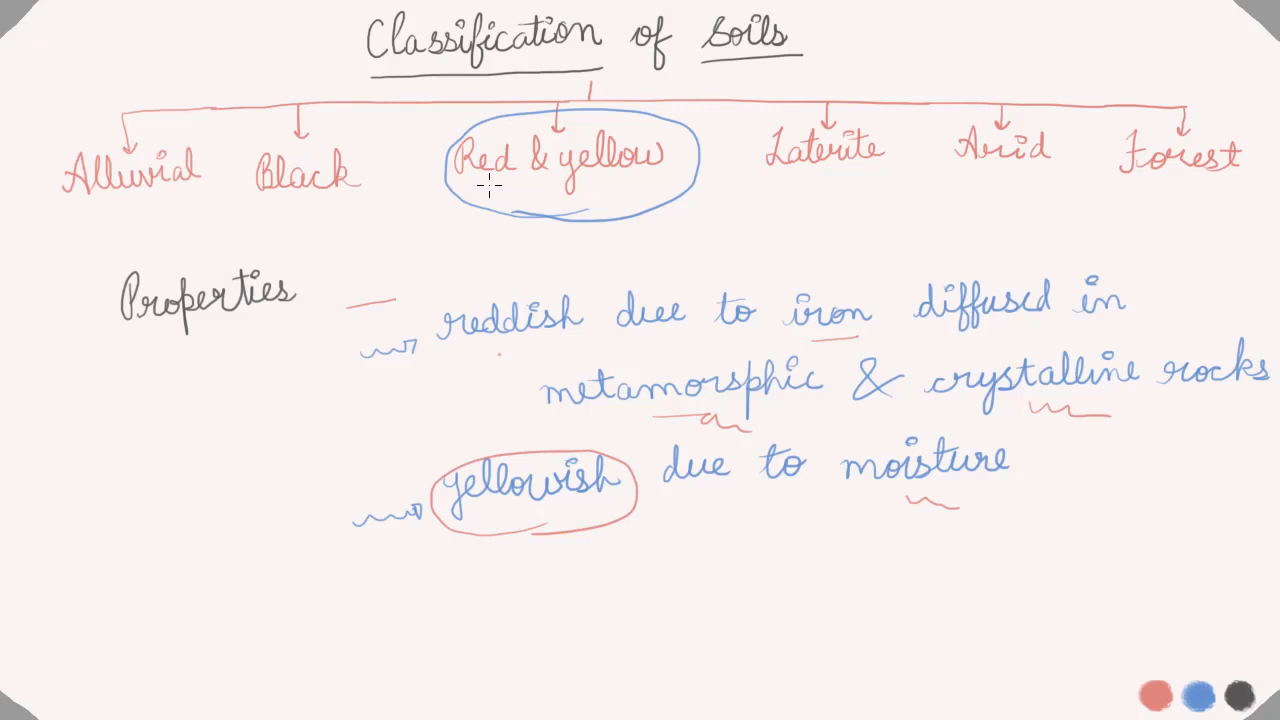 Classification of Soils
Alluvial Black Red & yellow Laterite Arid Forest
Properties
reddish due to iron diffused in
metamorphic & crystalline rocks
yellowish due to moisture